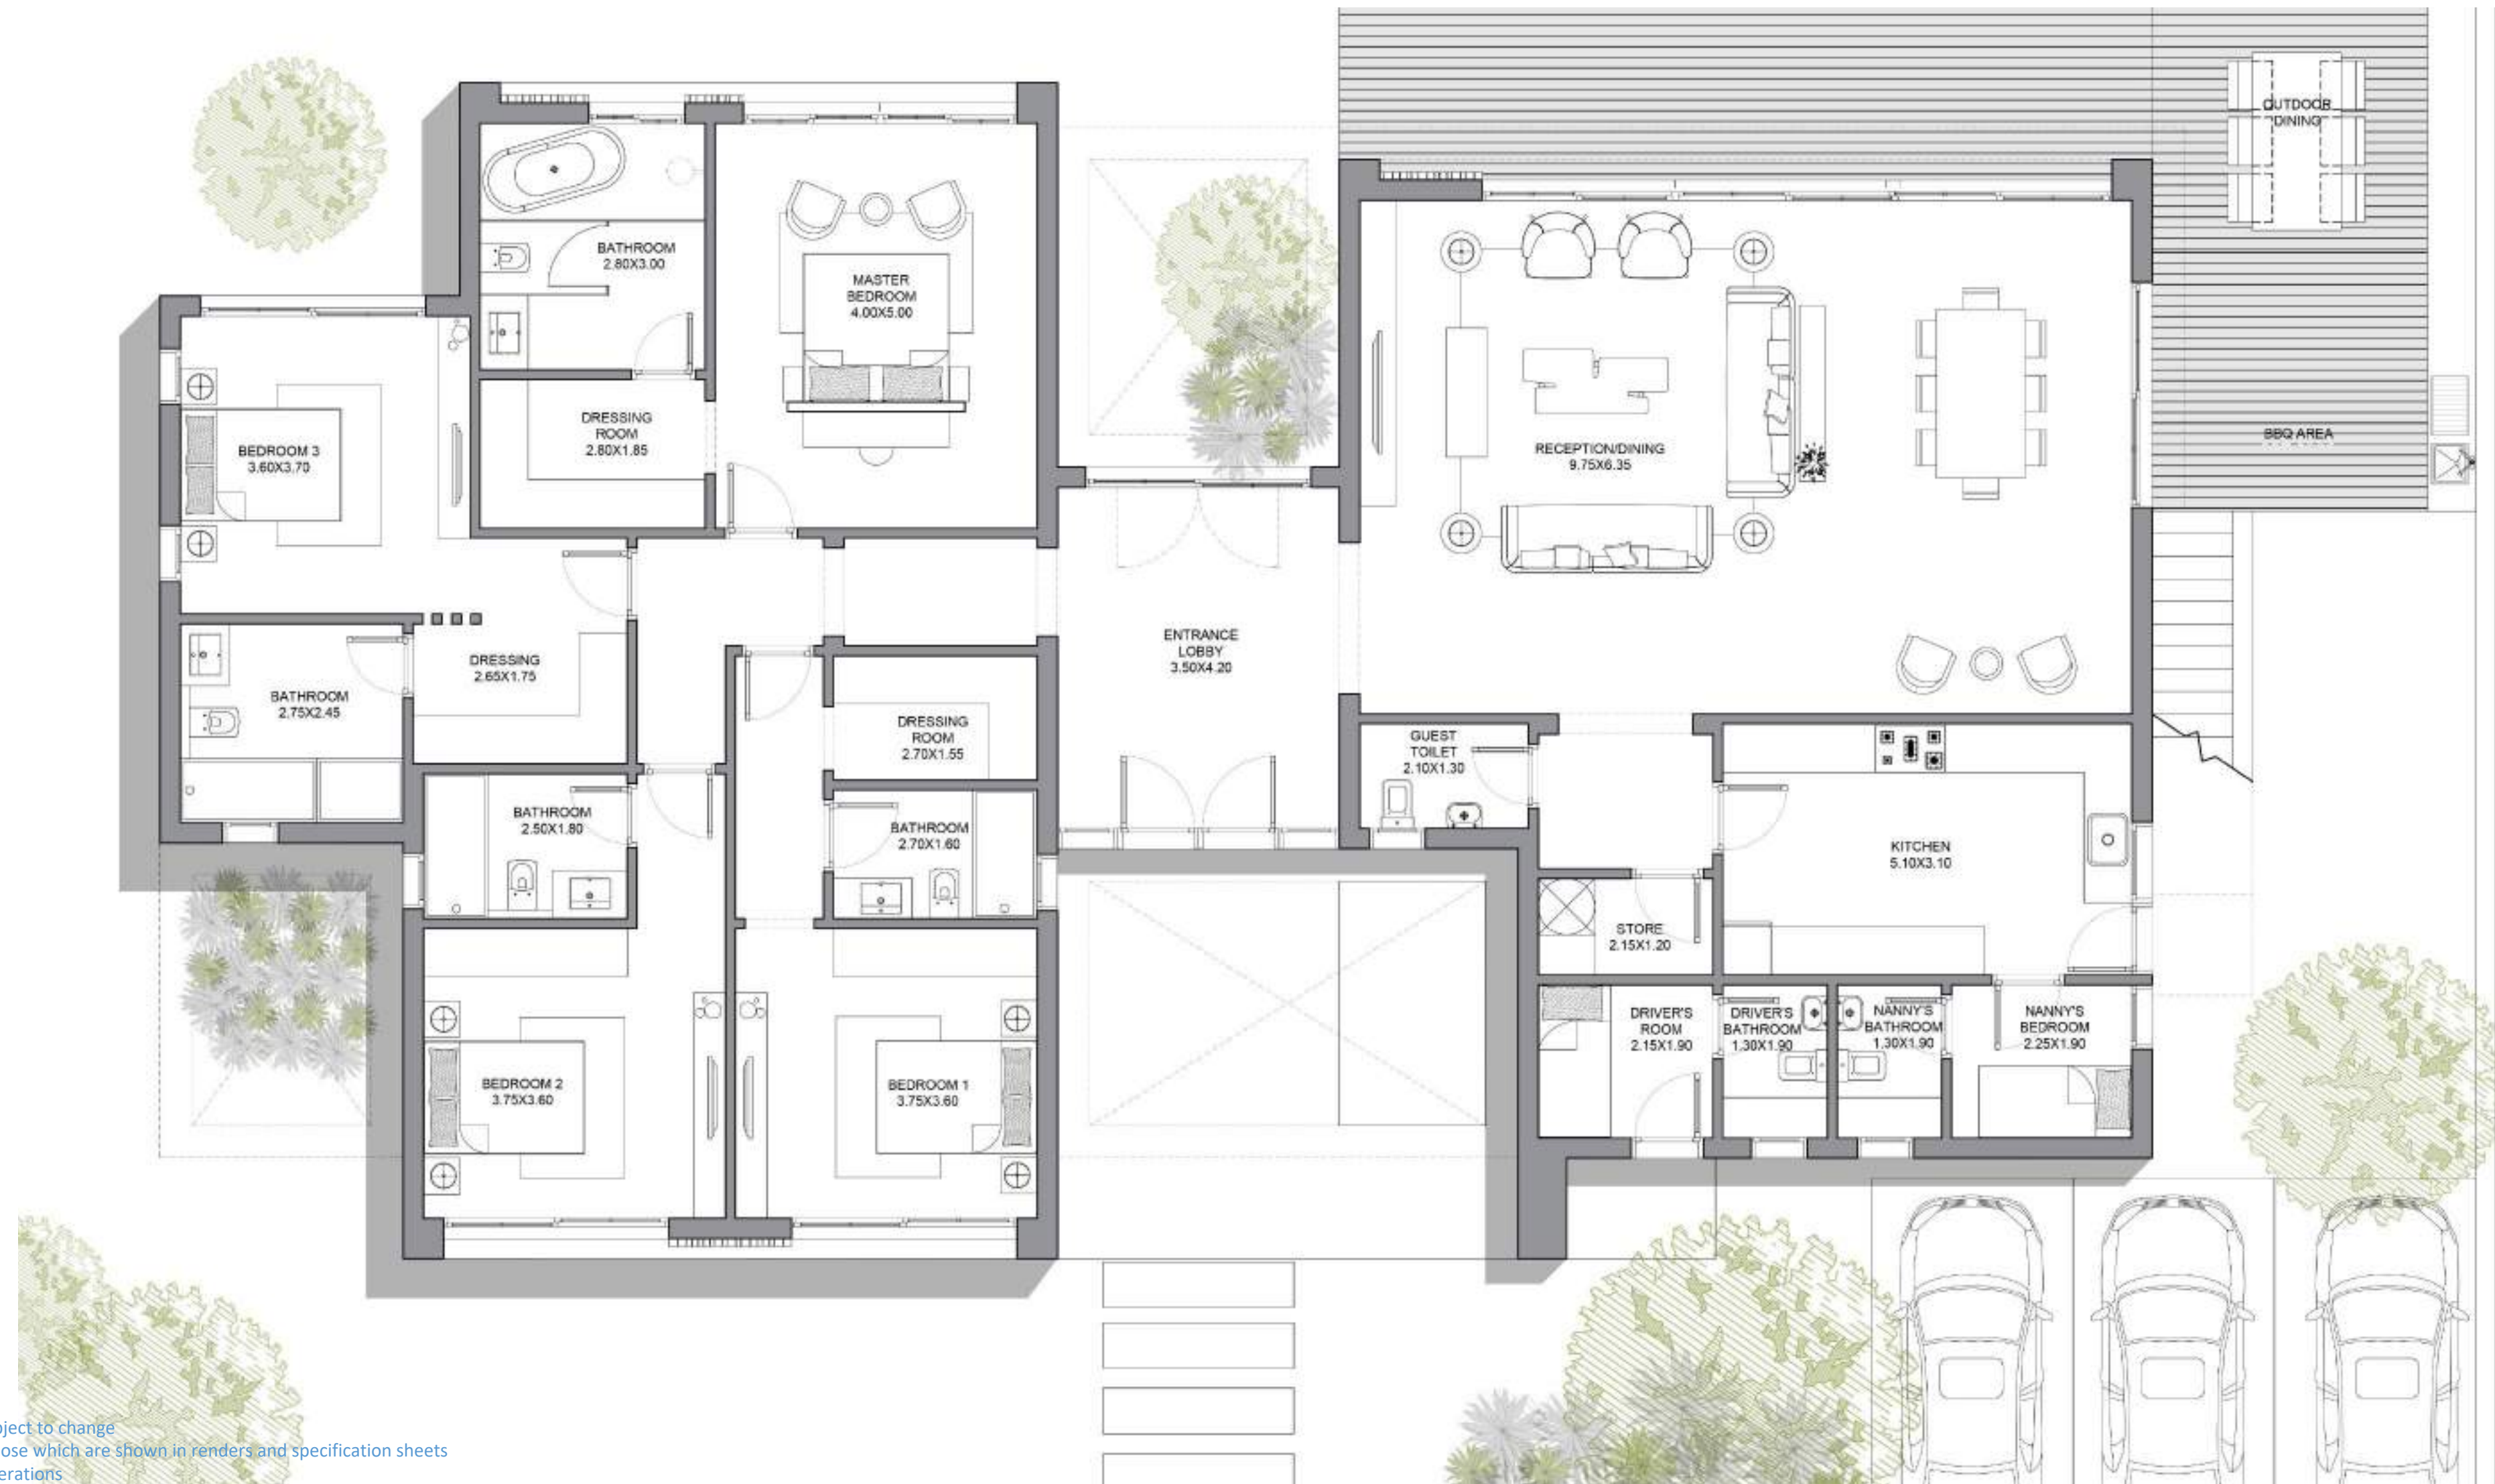 OUTDOOR
DINING
BATHROOM
2.80X3.00
MASTER
BEDROOM
4.00X5.00
DRESSING
ROOM
2.80X1.85
BEDROOM 3
3.60X3.70
RECEPTION/DINING
9.75X6.35
BBQ AREA
ENTRANCE
LOBBY
3.50X4.20
DRESSING
2.65X1.75
BATHROOM
2.75X2.45
DRESSING
ROOM
2.70X1.55
GUEST
TOILET
2.10X1.30
BATHROOM
2.50X1.80
BATHROOM
2.70X1.60
KITCHEN
5.10X3.10
STORE
2.15X1.20
DRIVER'S
ROOM
2.15X1.90
DRIVER'S
BATHROOM
1.30X1.90
NANNY'S
BATHROOM
1.30X1.90
NANNY'S
BEDROOM
2.25X1.90
BEDROOM 2
3.75X3.60
BEDROOM 1
3.75X3.60
ject to change
ose which are shown in renders and specification sheets
erations